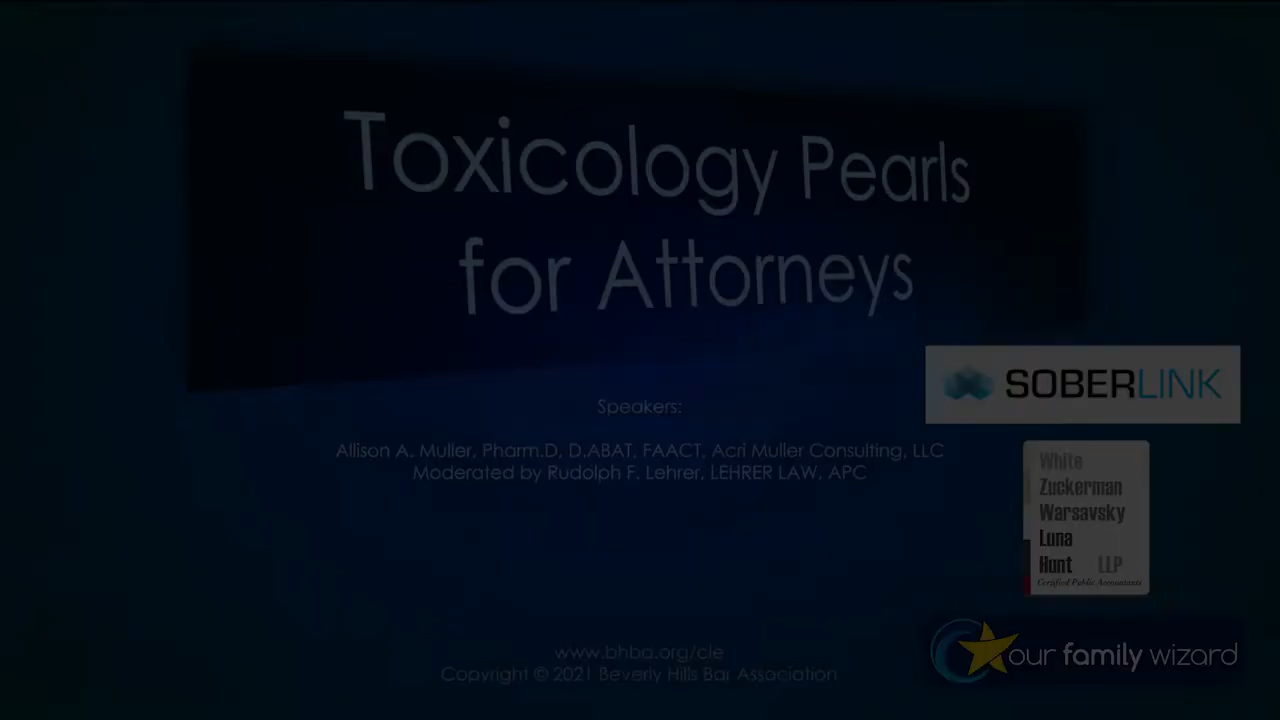 Toxicology Pearls
for Attorneys
SOBERLINK
Speakers:
Allison A. Muller, Pharm.D, D.ABAT, FAACT, Acri Muller Consulting, LLC
Moderated by Rudolph F. Lehrer, LEHRER LAW, APC
White
Zuckerman
Warsavsky
Luna
Hunt LLP
Certified Public Accountants
www.bhba.org/cle
Copyright © 2021 Beverly Hills Bar Association
our family wizard